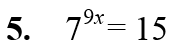 5. 7^{9x} = 15